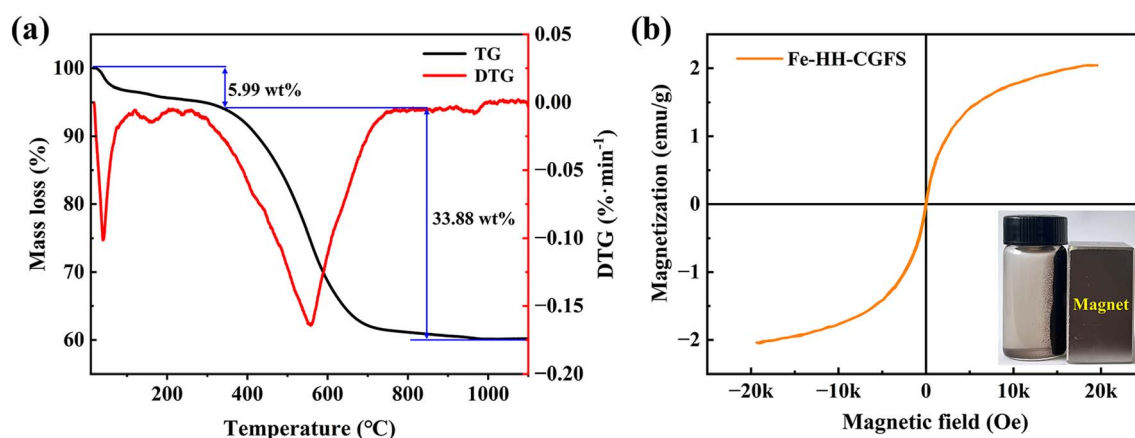 (a)
TG
DTG
5.99 wt%
33.88 wt%
100
90
80
70
60
Mass loss (%)
0.05
0.00
−0.05
−0.10
−0.15
−0.20
DTG (%·min⁻¹)
0 200 400 600 800 1000
Temperature (℃)
(b)
Fe-HH-CGFS
2
1
0
−1
−2
Magnetization (emu/g)
Magnet
−20k −10k 0 10k 20k
Magnetic field (Oe)